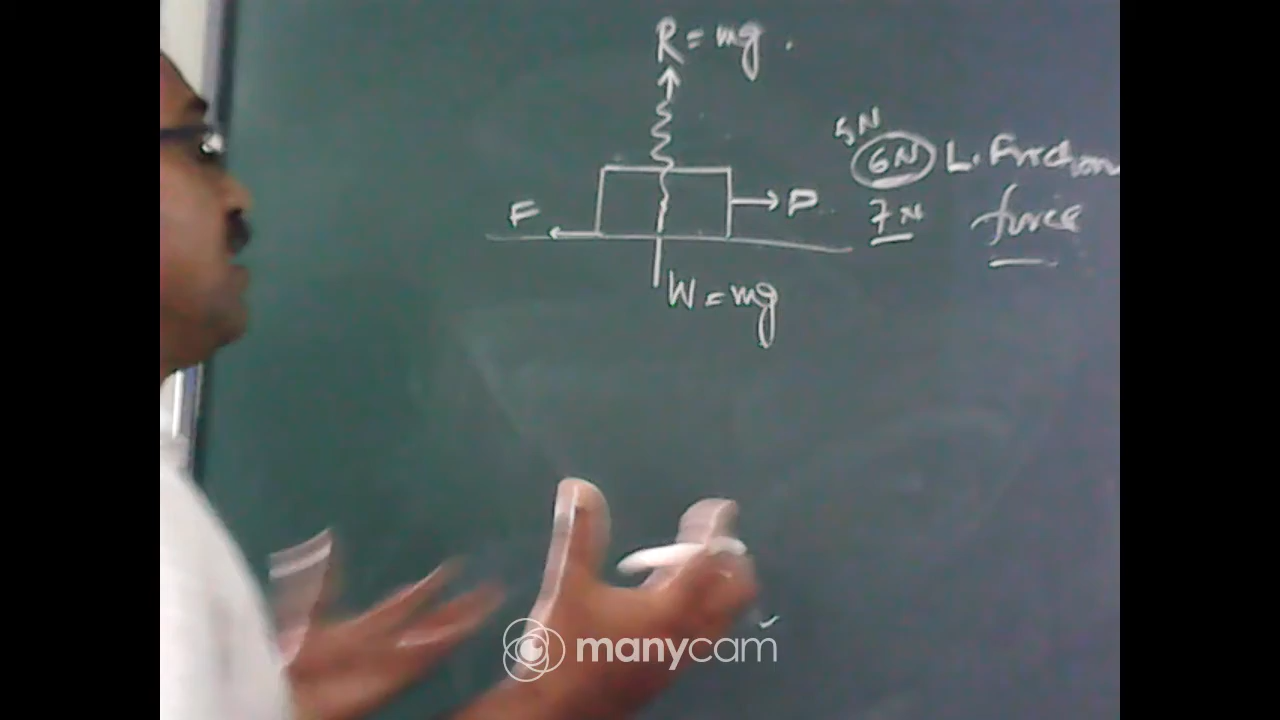 R = mg.
5N
6N L. Friction
F
P
7N force
W = mg
manycam